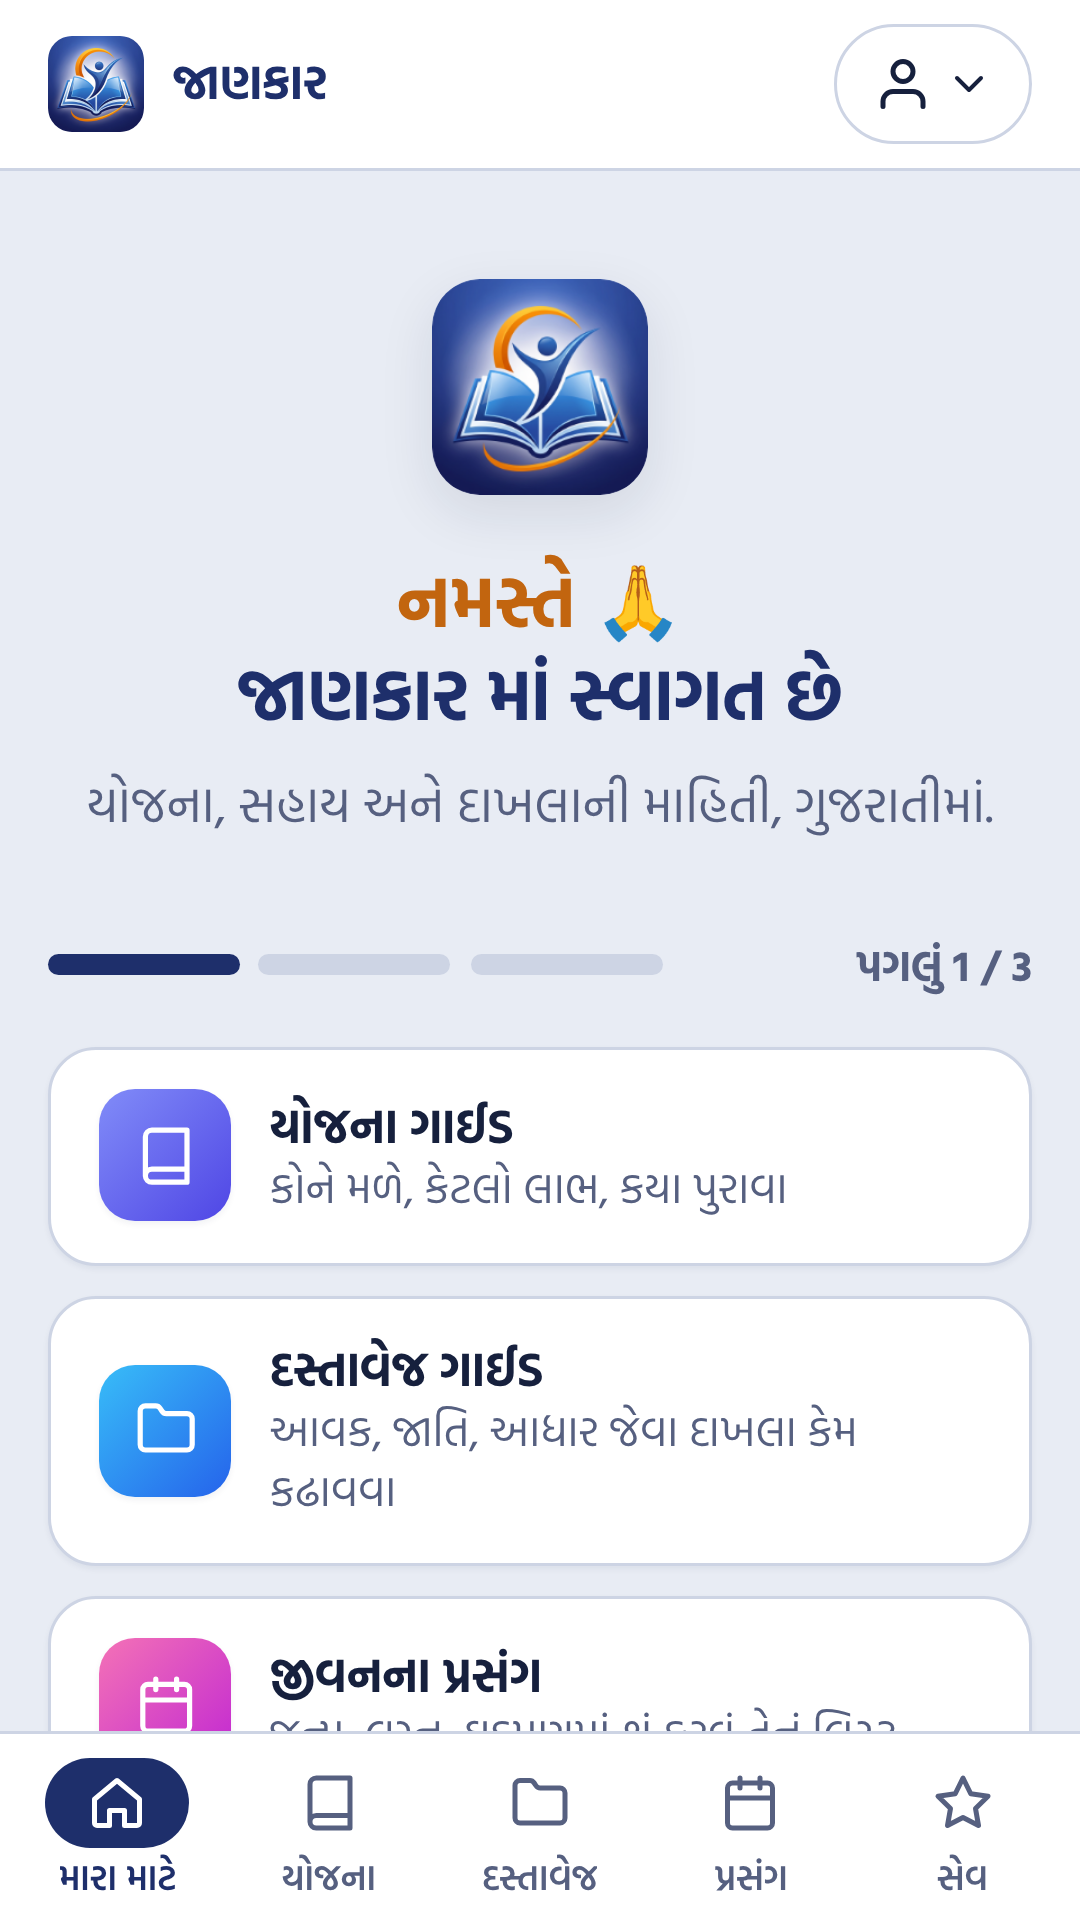 જાણકાર
નમસ્તે 🙏
જાણકાર માં સ્વાગત છે
યોજના, સહાય અને દાખલાની માહિતી, ગુજરાતીમાં.
પગલું 1 / 3
યોજના ગાઈડ
કોને મળે, કેટલો લાભ, કયા પુરાવા
દસ્તાવેજ ગાઈડ
આવક, જાતિ, આધાર જેવા દાખલા કેમ
કઢાવવા
જીવનના પ્રસંગ
મારા માટે
યોજના
દસ્તાવેજ
પ્રસંગ
સેવ